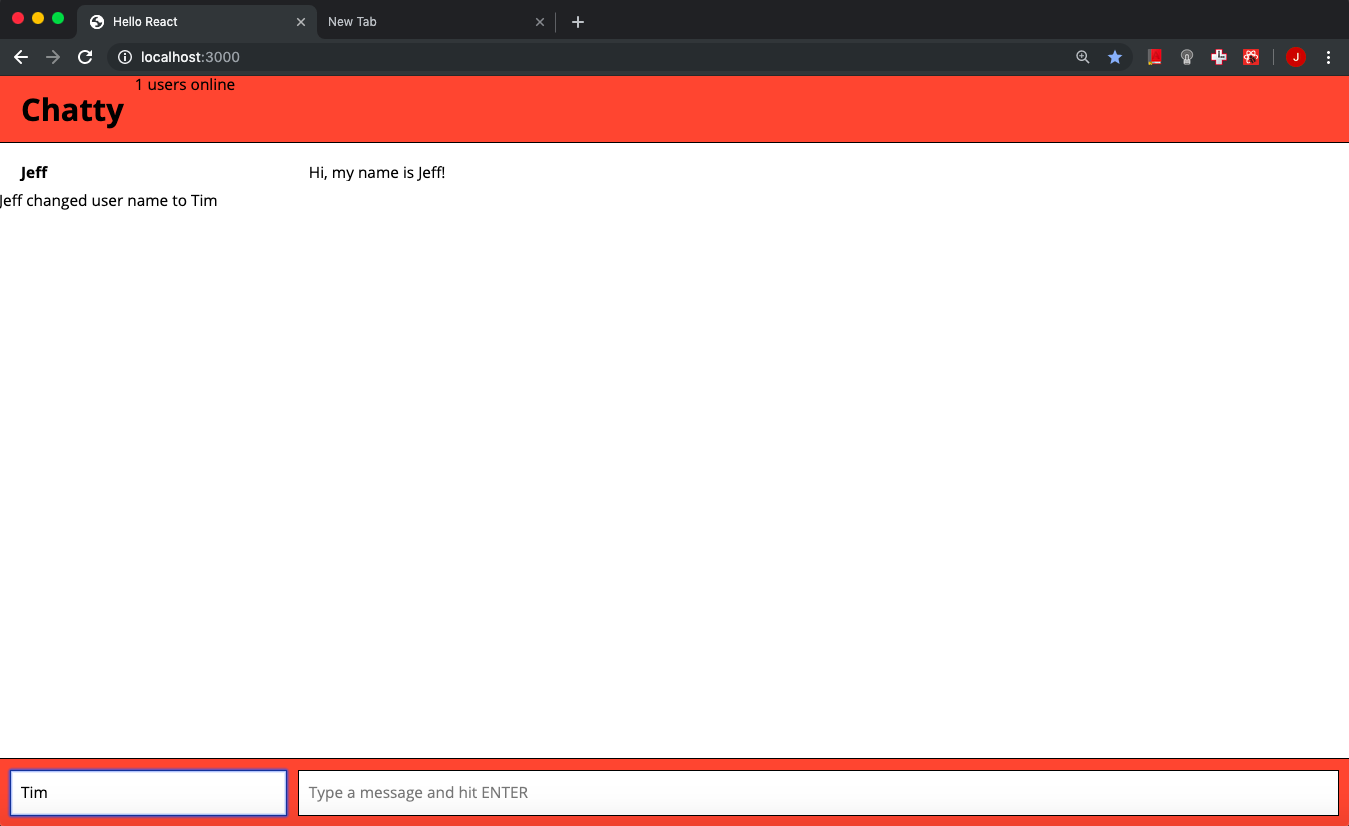 Hello React
New Tab
localhost:3000
J
1 users online
Chatty
Jeff Hi, my name is Jeff!
Jeff changed user name to Tim
Tim
Type a message and hit ENTER